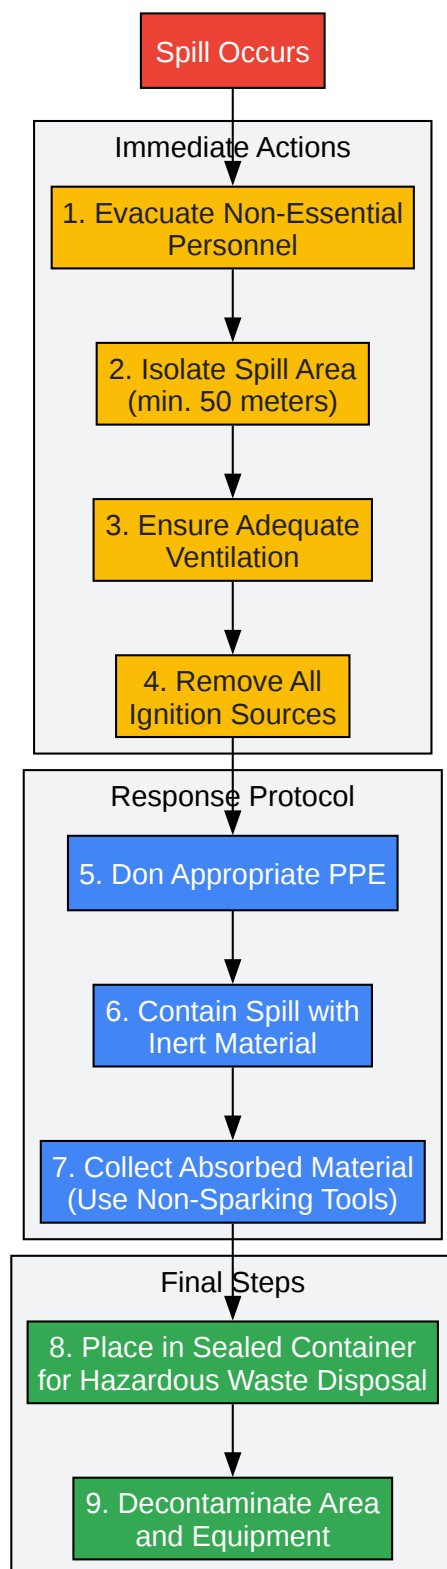 Spill Occurs
Immediate Actions
1. Evacuate Non-Essential
Personnel
2. Isolate Spill Area
(min. 50 meters)
3. Ensure Adequate
Ventilation
4. Remove All
Ignition Sources
Response Protocol
5. Don Appropriate PPE
6. Contain Spill with
Inert Material
7. Collect Absorbed Material
(Use Non-Sparking Tools)
Final Steps
8. Place in Sealed Container
for Hazardous Waste Disposal
9. Decontaminate Area
and Equipment